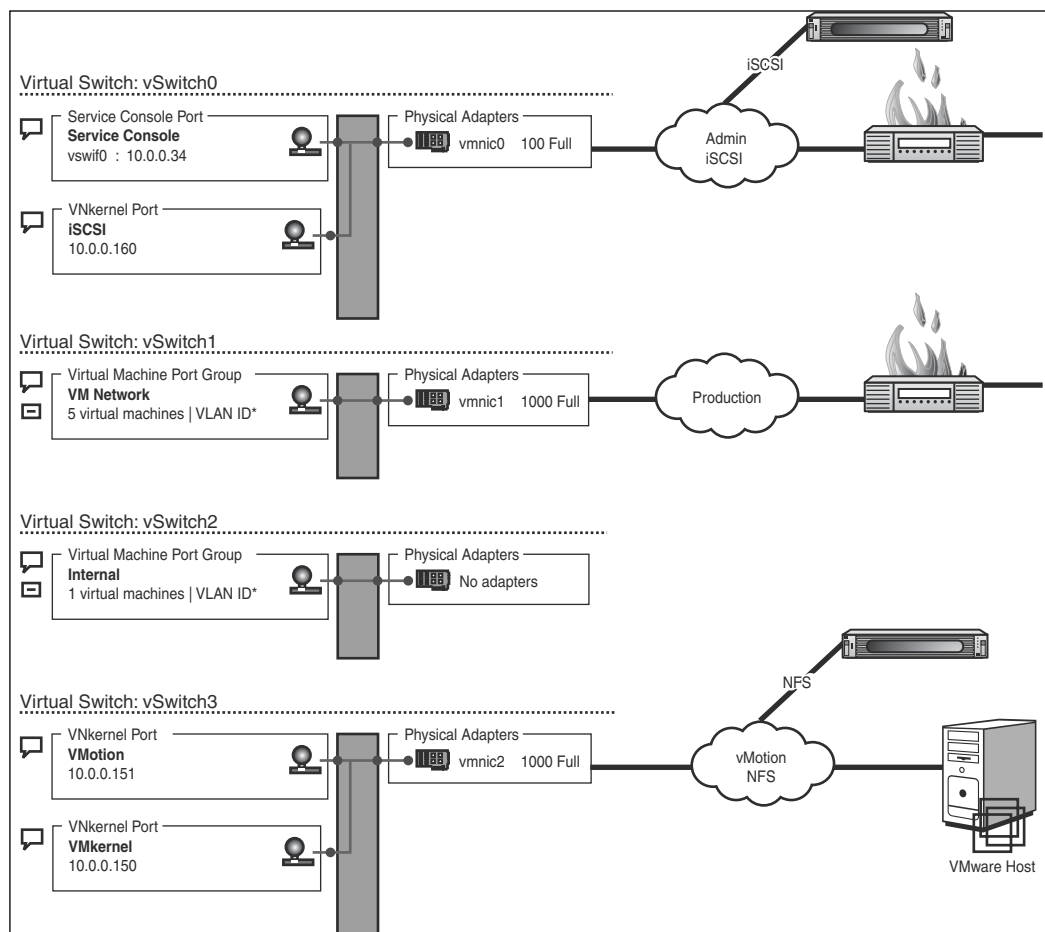 iSCSI
Virtual Switch: vSwitch0
Service Console Port
Service Console
vswif0 : 10.0.0.34
Physical Adapters
vmnic0 100 Full
Admin
iSCSI
VNkernel Port
iSCSI
10.0.0.160
Virtual Switch: vSwitch1
Virtual Machine Port Group
VM Network
5 virtual machines | VLAN ID*
Physical Adapters
vmnic1 1000 Full
Production
Virtual Switch: vSwitch2
Virtual Machine Port Group
Internal
1 virtual machines | VLAN ID*
Physical Adapters
No adapters
NFS
Virtual Switch: vSwitch3
VNkernel Port
VMotion
10.0.0.151
Physical Adapters
vmnic2 1000 Full
vMotion
NFS
VNkernel Port
VMkernel
10.0.0.150
VMware Host